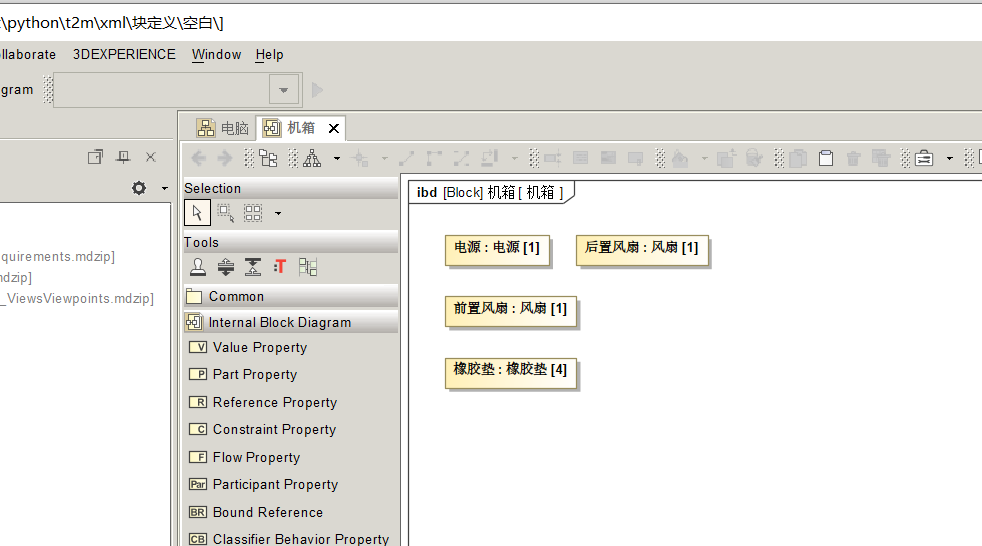 \python\t2m\xml\块定义\空白\]
llaborate 3DEXPERIENCE Window Help
gram
电脑 机箱
Selection
ibd [Block] 机箱 [ 机箱 ]
Tools
电源 : 电源 [1] 后置风扇 : 风扇 [1]
quirements.mdzip]
T
ndzip]
_ViewsViewpoints.mdzip]
Common
前置风扇 : 风扇 [1]
Internal Block Diagram
V Value Property
P Part Property
橡胶垫 : 橡胶垫 [4]
R Reference Property
C Constraint Property
F Flow Property
Par Participant Property
BR Bound Reference
CB Classifier Behavior Property